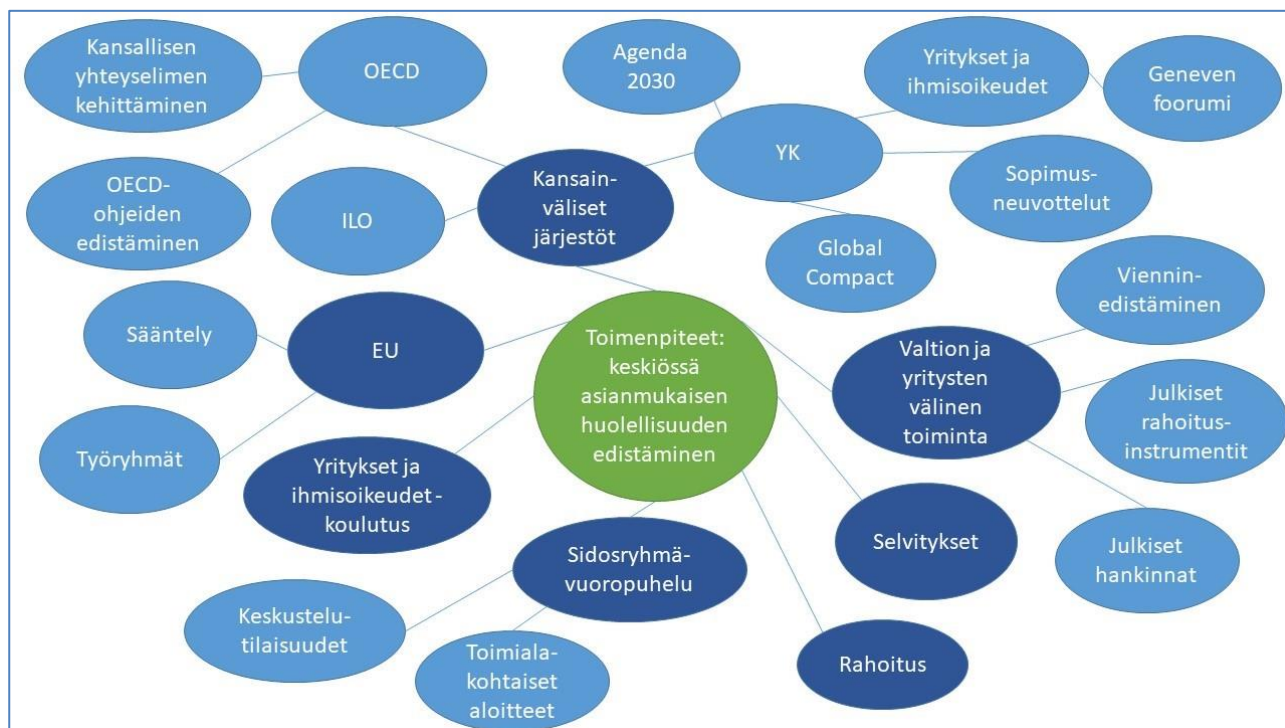 Kansallisen
yhteyselimen
kehittäminen
OECD
Agenda
2030
Yritykset ja
ihmisoikeudet
Geneven
foorumi
YK
OECD-
ohjeiden
edistäminen
ILO
Kansain-
väliset
järjestöt
Sopimus-
neuvottelut
Global
Compact
Viennin-
edistäminen
Sääntely
EU
Toimenpiteet:
keskiössä
asianmukaisen
huolellisuuden
edistäminen
Valtion ja
yritysten
välinen
toiminta
Julkiset
rahoitus-
instrumentit
Työryhmät
Yritykset ja
ihmisoikeudet -
koulutus
Sidosryhmä-
vuoropuhelu
Selvitykset
Julkiset
hankinnat
Keskustelu-
tilaisuudet
Toimiala-
kohtaiset
aloitteet
Rahoitus